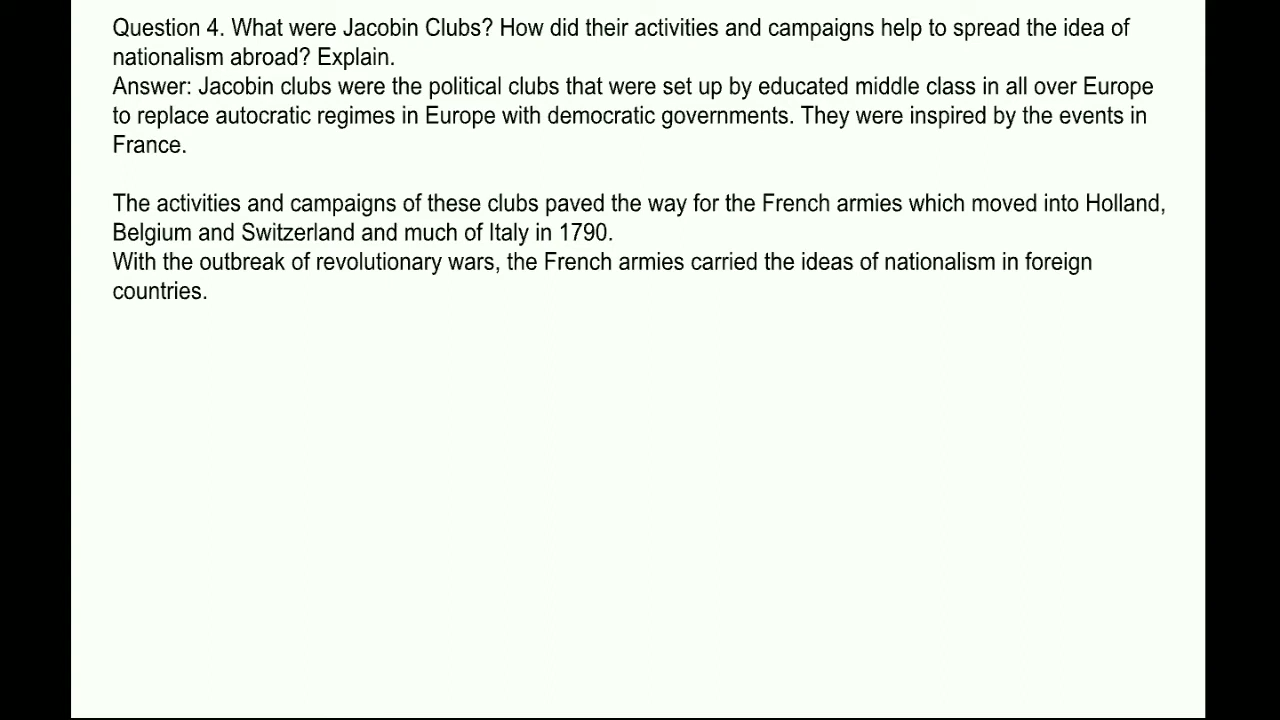 Question 4. What were Jacobin Clubs? How did their activities and campaigns help to spread the idea of
nationalism abroad? Explain.
Answer: Jacobin clubs were the political clubs that were set up by educated middle class in all over Europe
to replace autocratic regimes in Europe with democratic governments. They were inspired by the events in
France.
The activities and campaigns of these clubs paved the way for the French armies which moved into Holland,
Belgium and Switzerland and much of Italy in 1790.
With the outbreak of revolutionary wars, the French armies carried the ideas of nationalism in foreign
countries.